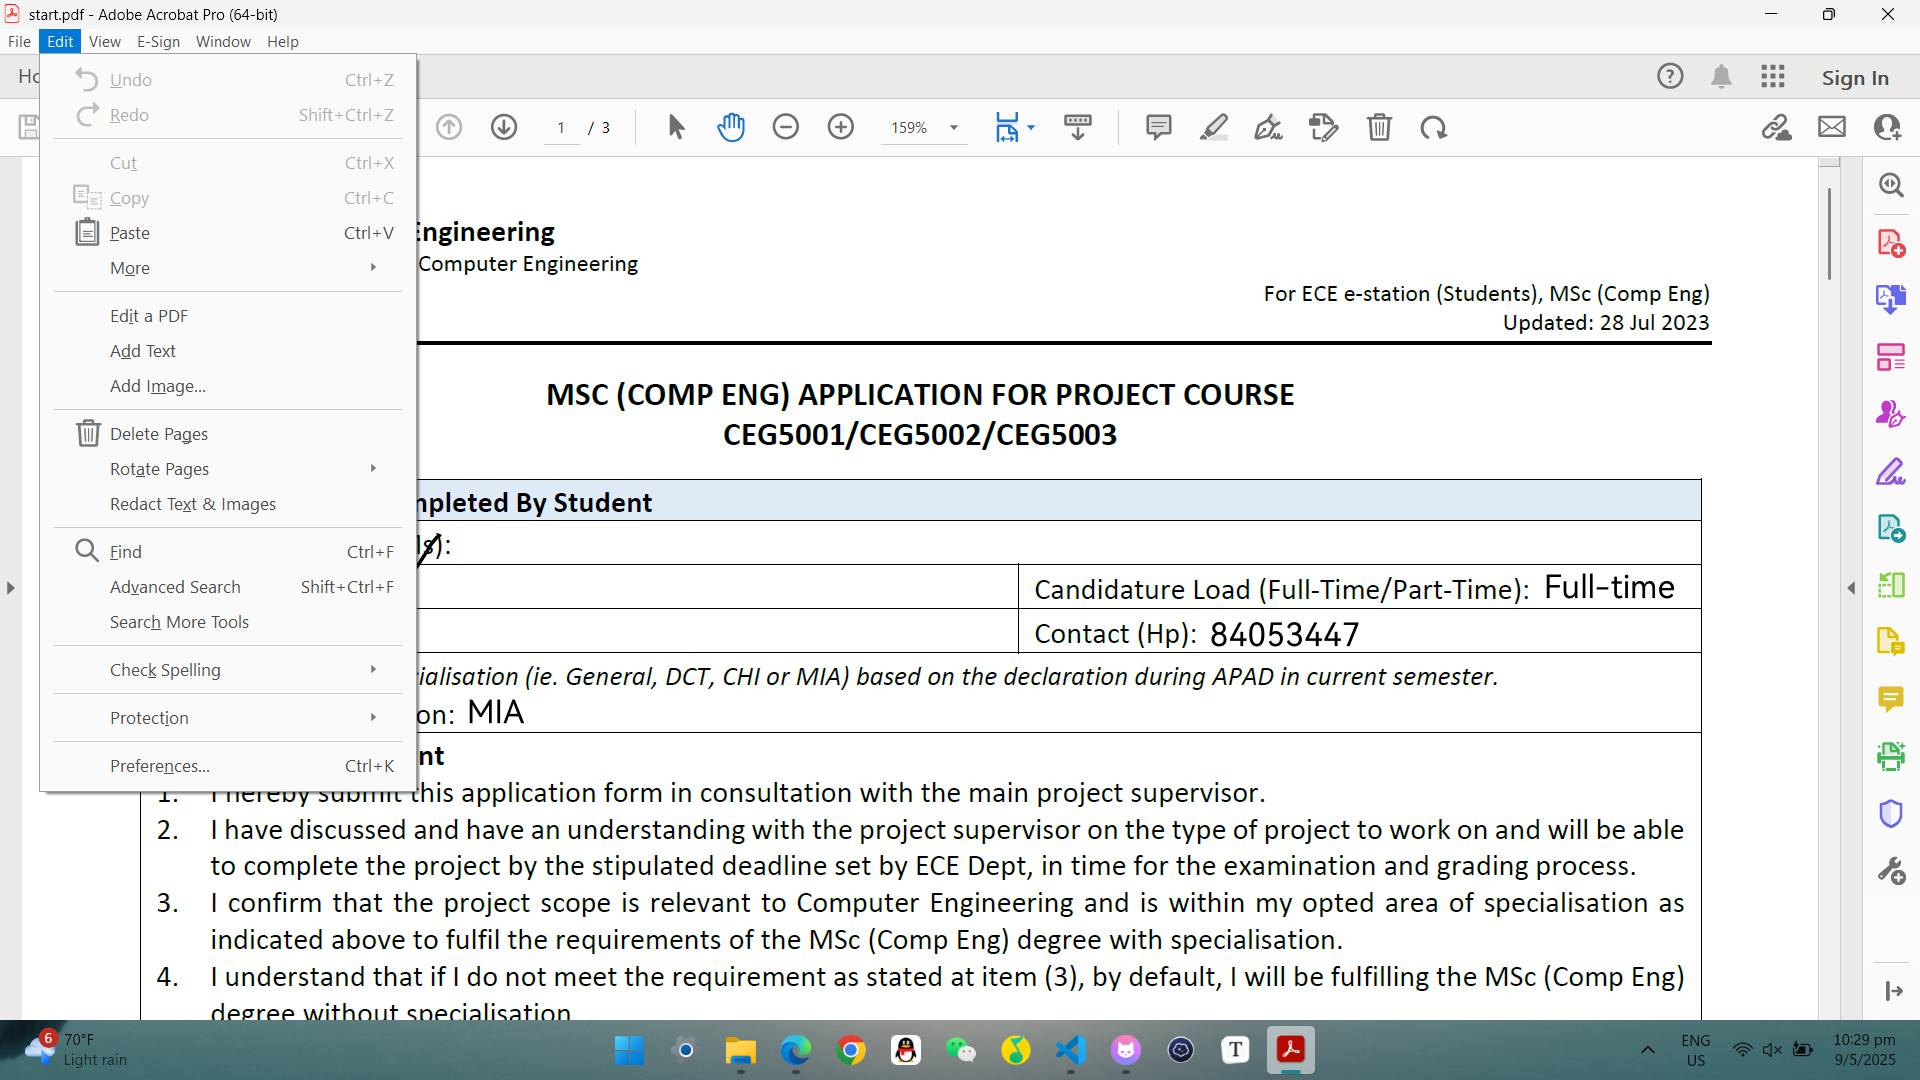 start.pdf - Adobe Acrobat Pro (64-bit)
File Edit View E-Sign Window Help
Sign In
1 / 3
159%
Undo Ctrl+Z
Redo Shift+Ctrl+Z
Cut Ctrl+X
Copy Ctrl+C
Paste Ctrl+V
More
Edit a PDF
Add Text
Add Image...
Delete Pages
Rotate Pages
Redact Text & Images
Find Ctrl+F
Advanced Search Shift+Ctrl+F
Search More Tools
Check Spelling
Protection
Preferences... Ctrl+K
Engineering
Computer Engineering
For ECE e-station (Students), MSc (Comp Eng)
Updated: 28 Jul 2023
MSC (COMP ENG) APPLICATION FOR PROJECT COURSE
CEG5001/CEG5002/CEG5003
mpleted By Student
s):
Candidature Load (Full-Time/Part-Time): Full-time
Contact (Hp): 84053447
ialisation (ie. General, DCT, CHI or MIA) based on the declaration during APAD in current semester.
on: MIA
nt
1. I hereby submit this application form in consultation with the main project supervisor.
2. I have discussed and have an understanding with the project supervisor on the type of project to work on and will be able
to complete the project by the stipulated deadline set by ECE Dept, in time for the examination and grading process.
3. I confirm that the project scope is relevant to Computer Engineering and is within my opted area of specialisation as
indicated above to fulfil the requirements of the MSc (Comp Eng) degree with specialisation.
4. I understand that if I do not meet the requirement as stated at item (3), by default, I will be fulfilling the MSc (Comp Eng)
degree without specialisation
6
70°F
Light rain
T
ENG
US
10:29 pm
9/5/2025